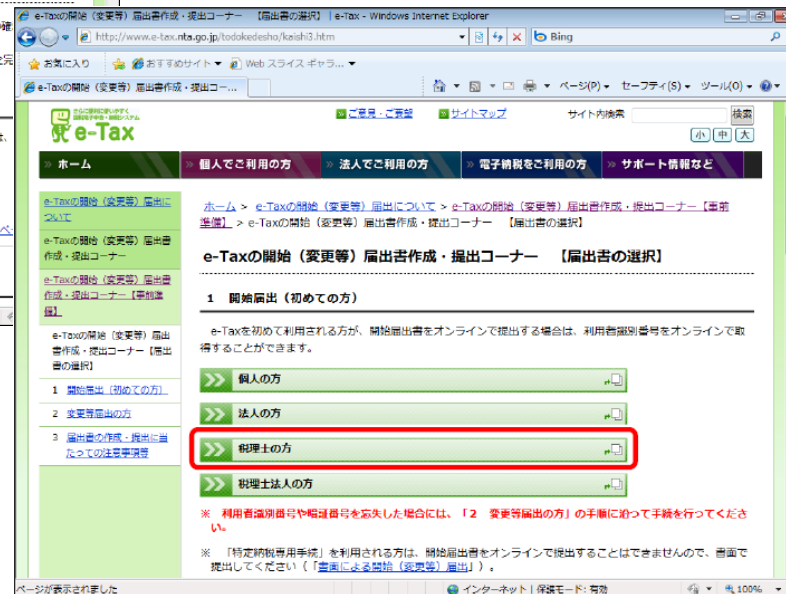 e-Taxの開始（変更等）届出書作成・提出コーナー 【届出書の選択】 | e-Tax - Windows Internet Explorer
http://www.e-tax.nta.go.jp/todokedesho/kaishi3.htm
Bing
お気に入り
おすすめサイト
Web スライス ギャラ...
e-Taxの開始（変更等）届出書作成・提出コー...
ページ(P)
セーフティ(S)
ツール(O)
e-Tax
ご意見・ご要望
サイトマップ
サイト内検索
検索
小 中 大
ホーム
個人でご利用の方
法人でご利用の方
電子納税をご利用の方
サポート情報など
e-Taxの開始（変更等）届出に
ついて
e-Taxの開始（変更等）届出書
作成・提出コーナー
e-Taxの開始（変更等）届出書
作成・提出コーナー【事前準
備】
e-Taxの開始（変更等）届出
書作成・提出コーナー【届出
書の選択】
1 開始届出（初めての方）
2 変更等届出の方
3 届出書の作成・提出に当
たっての注意事項等
ホーム > e-Taxの開始（変更等）届出について > e-Taxの開始（変更等）届出書作成・提出コーナー【事前
準備】 > e-Taxの開始（変更等）届出書作成・提出コーナー 【届出書の選択】
e-Taxの開始（変更等）届出書作成・提出コーナー 【届出書の選択】
1 開始届出（初めての方）
e-Taxを初めて利用される方が、開始届出書をオンラインで提出する場合は、利用者識別番号をオンラインで取
得することができます。
個人の方
法人の方
税理士の方
税理士法人の方
※ 利用者識別番号や暗証番号を忘失した場合には、「2 変更等届出の方」の手順に沿って手続を行ってくださ
い。
※ 「特定納税専用手続」を利用される方は、開始届出書をオンラインで提出することはできませんので、書面で
提出してください（「書面による開始（変更等）届出」）。
ページが表示されました
インターネット | 保護モード: 有効
100%